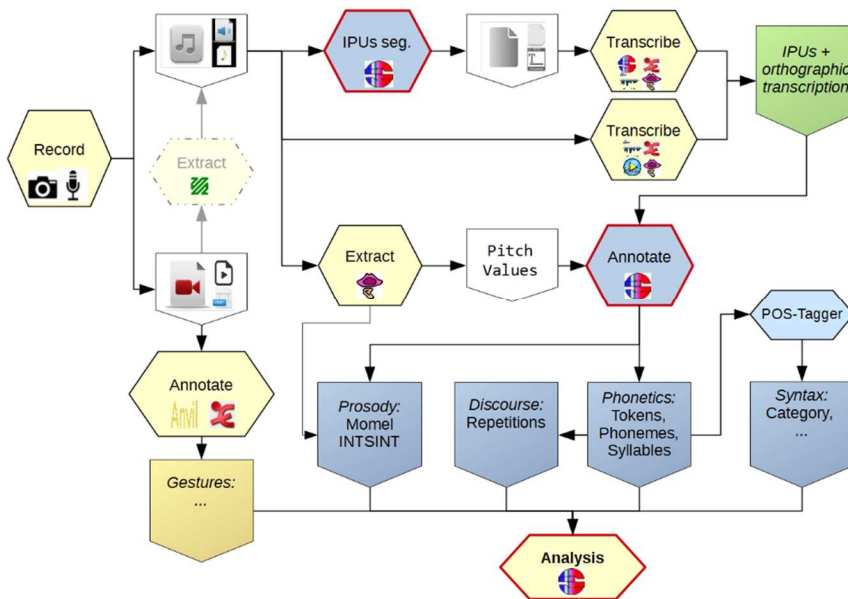 IPUs seg.
Transcribe
IPUs +
orthographic
transcription
Record
Extract
Transcribe
Extract
Pitch
Values
Annotate
POS-Tagger
Annotate
Anvil
Prosody:
Momel
INTSINT
Discourse:
Repetitions
Phonetics:
Tokens,
Phonemes,
Syllables
Syntax:
Category,
...
Gestures:
...
Analysis